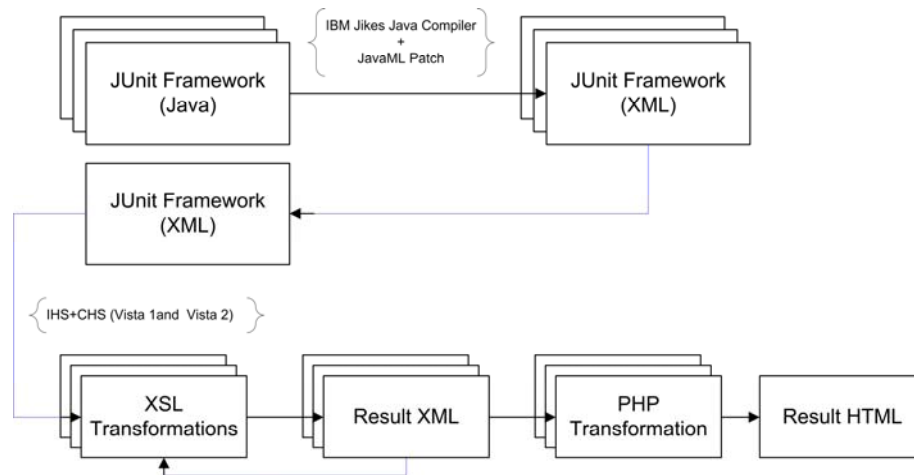 IBM Jikes Java Compiler
+
JavaML Patch
JUnit Framework
(Java)
JUnit Framework
(XML)
JUnit Framework
(XML)
IHS+CHS (Vista 1and Vista 2)
XSL
Transformations
Result XML
PHP
Transformation
Result HTML